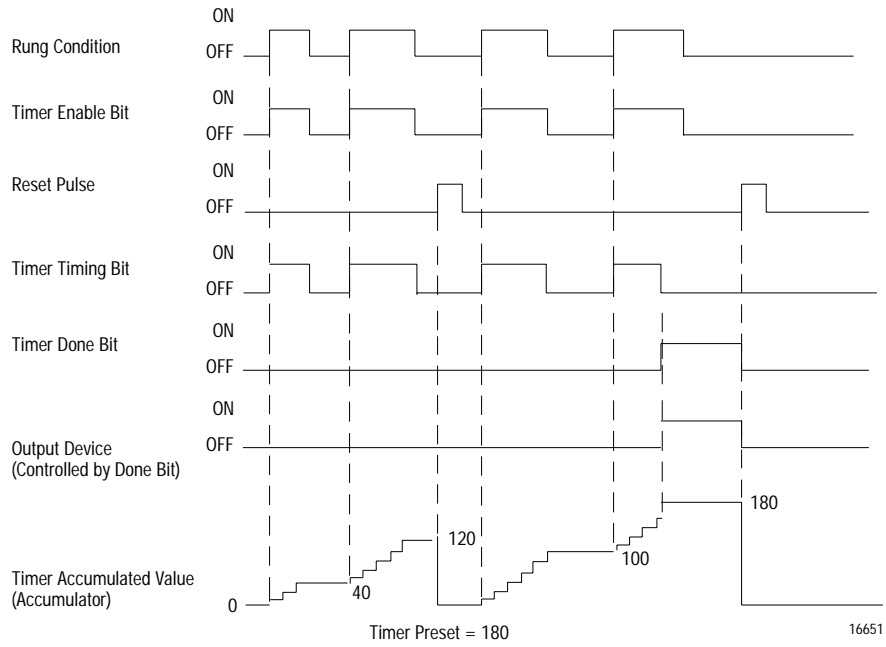 ON
Rung Condition
OFF
ON
Timer Enable Bit
OFF
ON
Reset Pulse
OFF
ON
Timer Timing Bit
OFF
ON
Timer Done Bit
OFF
ON
Output Device
OFF
(Controlled by Done Bit)
180
120
100
Timer Accumulated Value
40
(Accumulator)
0
Timer Preset = 180
16651